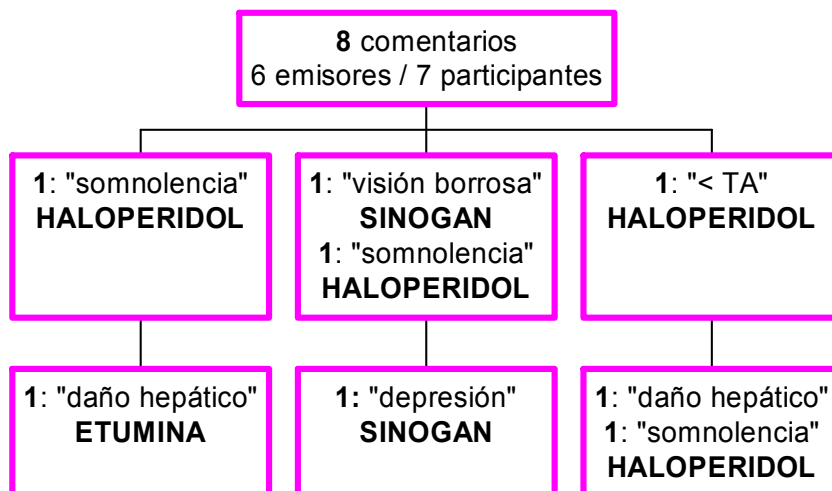 8 comentarios
6 emisores / 7 participantes
1: "somnolencia"
HALOPERIDOL
1: "visión borrosa"
SINOGAN
1: "somnolencia"
HALOPERIDOL
1: "< TA"
HALOPERIDOL
1: "daño hepático"
ETUMINA
1: "depresión"
SINOGAN
1: "daño hepático"
1: "somnolencia"
HALOPERIDOL